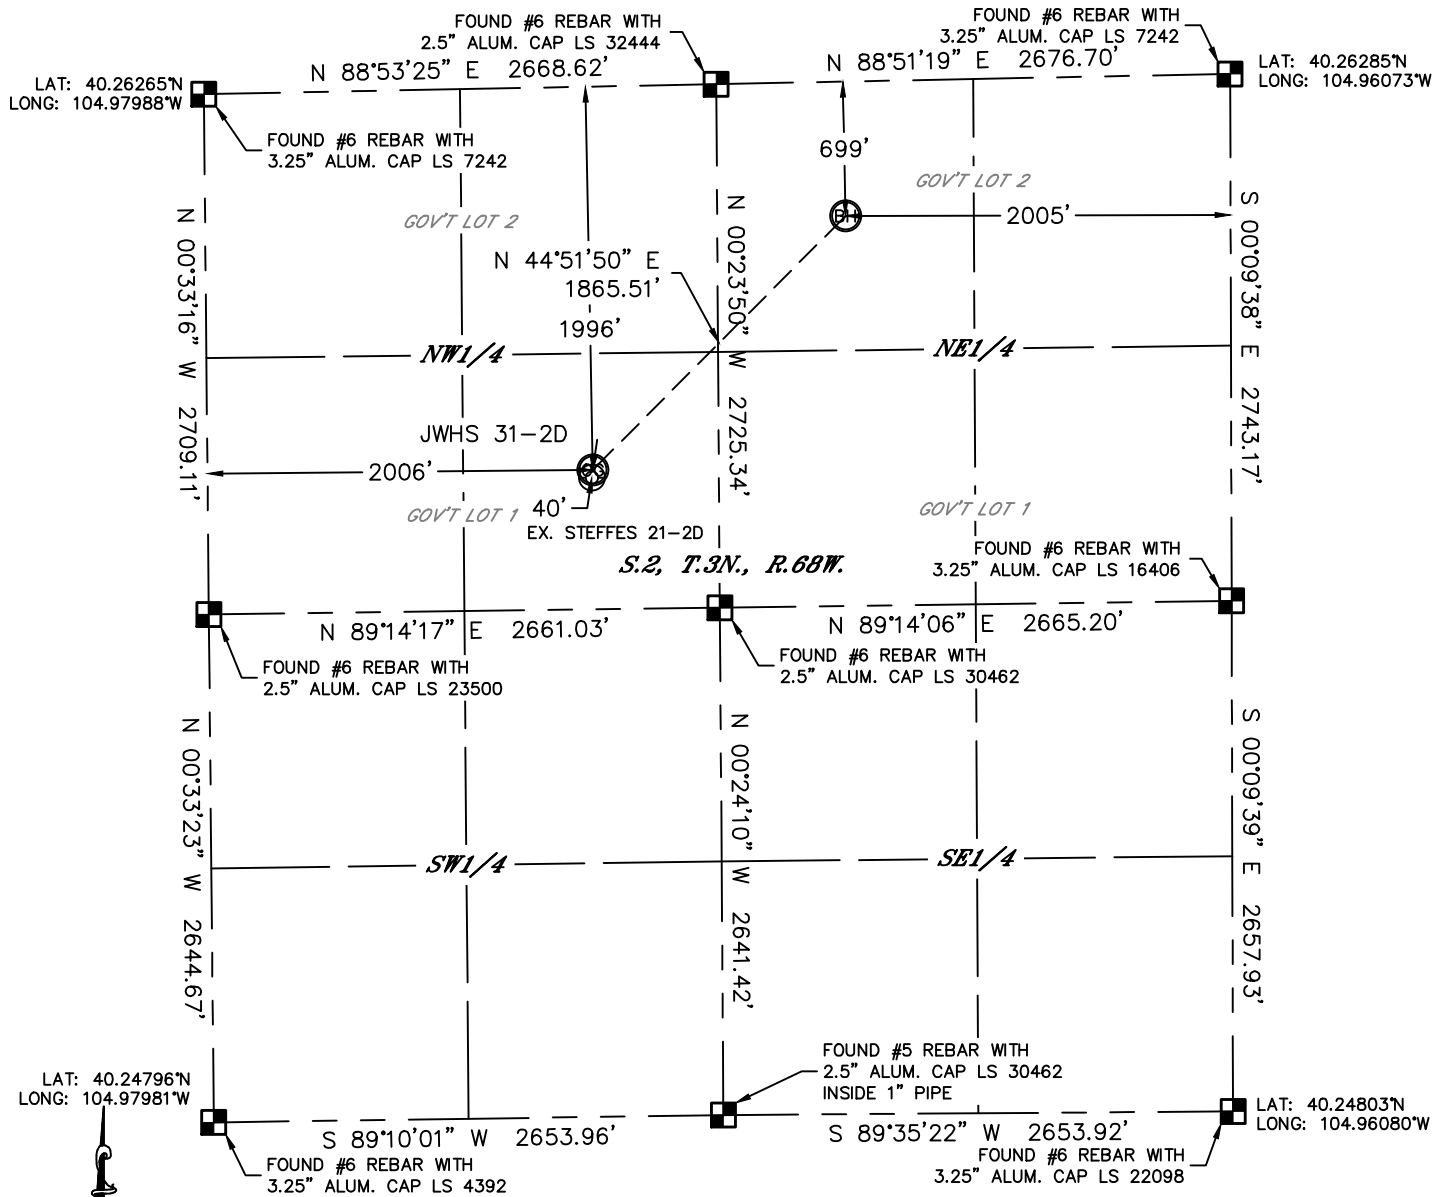 FOUND #6 REBAR WITH
2.5" ALUM. CAP LS 32444
FOUND #6 REBAR WITH
3.25" ALUM. CAP LS 7242
LAT: 40.26265°N
LONG: 104.97988°W
N 88°53'25" E 2668.62'
N 88°51'19" E 2676.70'
LAT: 40.26285°N
LONG: 104.96073°W
FOUND #6 REBAR WITH
3.25" ALUM. CAP LS 7242
699'
GOV'T LOT 2
GOV'T LOT 2
BH
2005'
N 00°33'16" W 2709.11'
N 00°23'50" W 2725.34'
S 00°09'38" E 2743.17'
N 44°51'50" E
1865.51'
1996'
NW1/4
NE1/4
JWHS 31-2D
2006'
GOV'T LOT 1
40'
GOV'T LOT 1
EX. STEFFES 21-2D
S.2, T.3N., R.68W.
FOUND #6 REBAR WITH
3.25" ALUM. CAP LS 16406
N 89°14'17" E 2661.03'
N 89°14'06" E 2665.20'
FOUND #6 REBAR WITH
2.5" ALUM. CAP LS 23500
FOUND #6 REBAR WITH
2.5" ALUM. CAP LS 30462
N 00°33'23" W 2644.67'
N 00°24'10" W 2641.42'
S 00°09'39" E 2657.93'
SW1/4
SE1/4
FOUND #5 REBAR WITH
2.5" ALUM. CAP LS 30462
INSIDE 1" PIPE
LAT: 40.24796°N
LONG: 104.97981°W
LAT: 40.24803°N
LONG: 104.96080°W
S 89°10'01" W 2653.96'
S 89°35'22" W 2653.92'
FOUND #6 REBAR WITH
3.25" ALUM. CAP LS 4392
FOUND #6 REBAR WITH
3.25" ALUM. CAP LS 22098